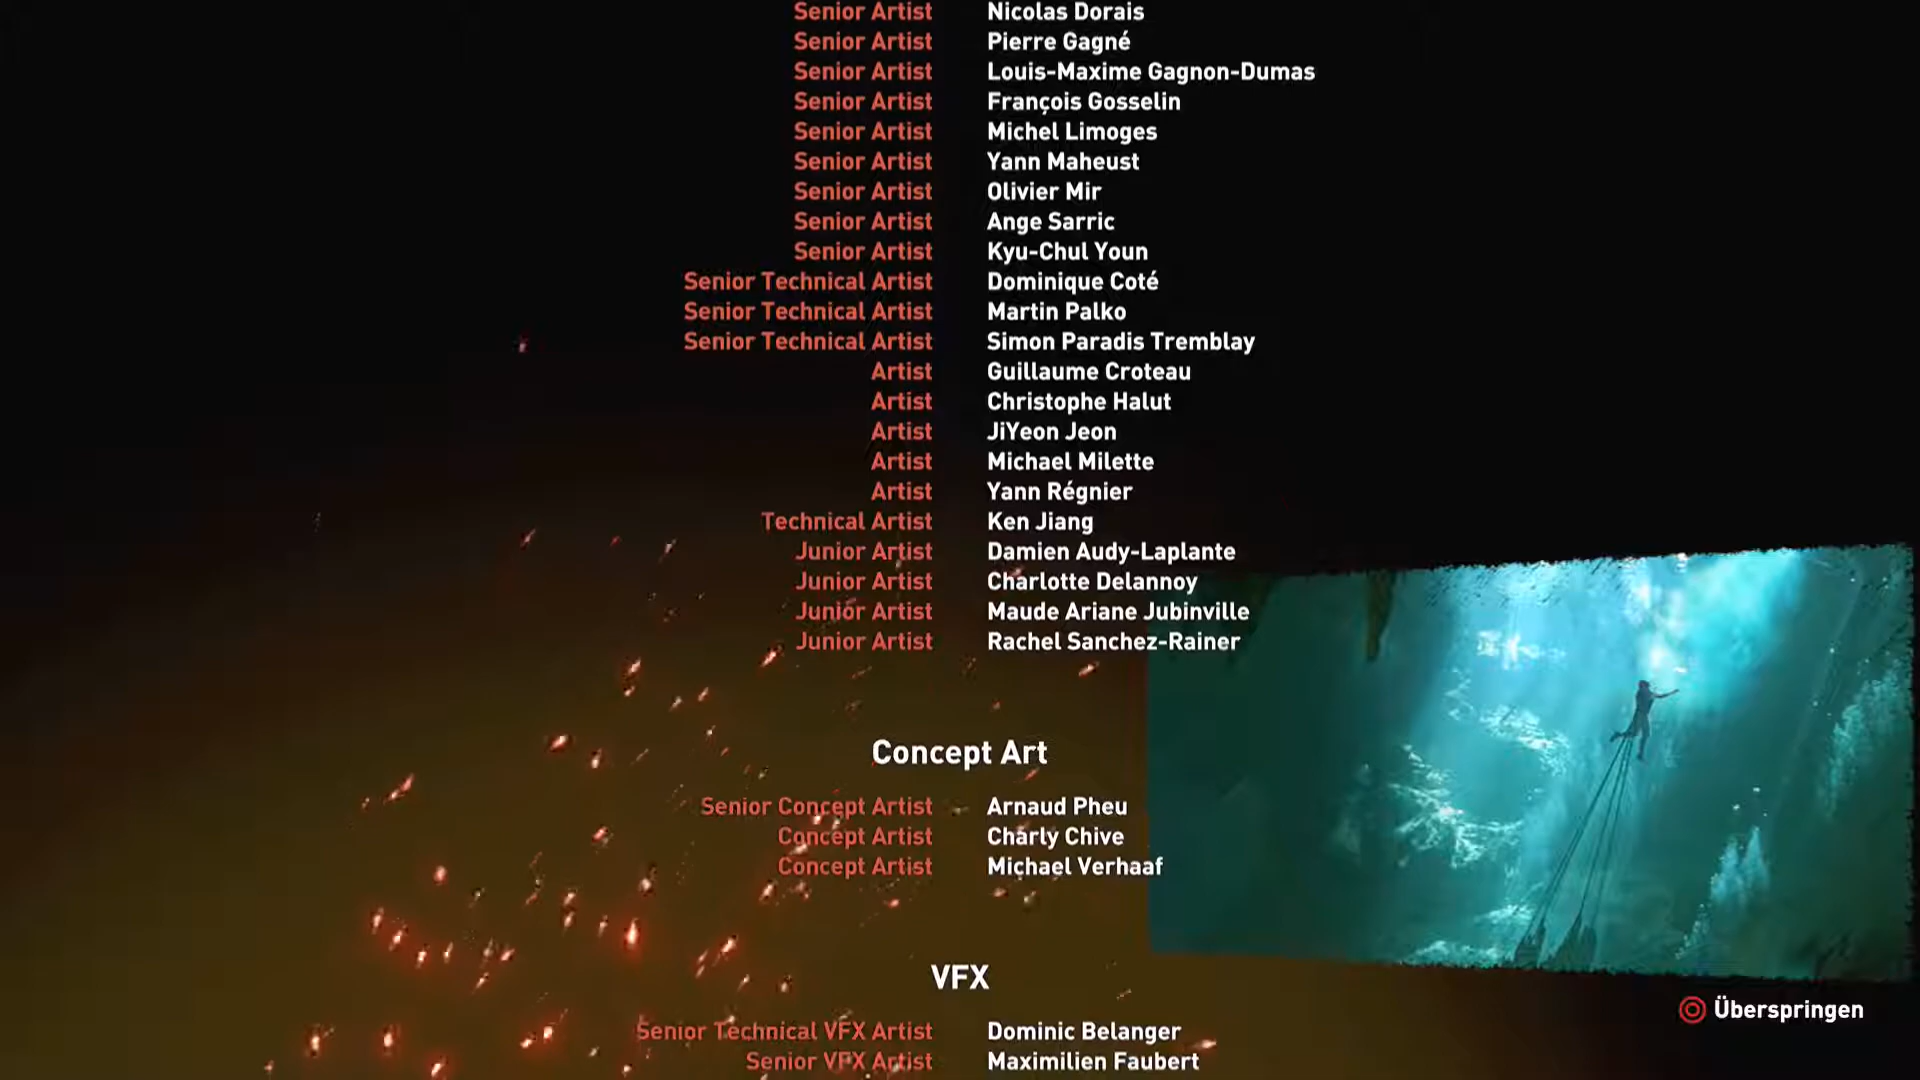 Senior Artist Nicolas Dorais
Senior Artist Pierre Gagné
Senior Artist Louis-Maxime Gagnon-Dumas
Senior Artist François Gosselin
Senior Artist Michel Limoges
Senior Artist Yann Maheust
Senior Artist Olivier Mir
Senior Artist Ange Sarric
Senior Artist Kyu-Chul Youn
Senior Technical Artist Dominique Coté
Senior Technical Artist Martin Palko
Senior Technical Artist Simon Paradis Tremblay
Artist Guillaume Croteau
Artist Christophe Halut
Artist JiYeon Jeon
Artist Michael Milette
Artist Yann Régnier
Technical Artist Ken Jiang
Junior Artist Damien Audy-Laplante
Junior Artist Charlotte Delannoy
Junior Artist Maude Ariane Jubinville
Junior Artist Rachel Sanchez-Rainer
Concept Art
Senior Concept Artist Arnaud Pheu
Concept Artist Charly Chive
Concept Artist Michael Verhaaf
VFX
Senior Technical VFX Artist Dominic Belanger
Senior VFX Artist Maximilien Faubert
Überspringen